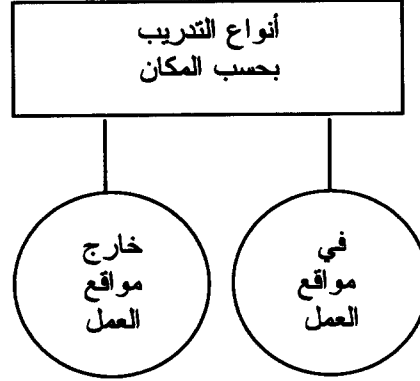 أنواع التدريب
بحسب المكان
في
مواقع
العمل
خارج
مواقع
العمل